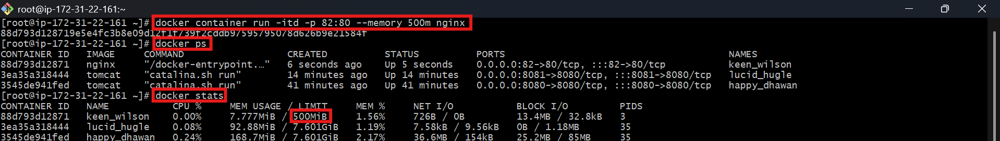 root@ip-172-31-22-161:~
[root@ip-172-31-22-161 ~]# docker container run -itd -p 82:80 --memory 500m nginx
88d793d128719e5e4fc3b8e09d12f1f739f2cddb97595795078d626b9e21584f
[root@ip-172-31-22-161 ~]# docker ps
CONTAINER ID IMAGE COMMAND CREATED STATUS PORTS NAMES
88d793d12871 nginx "/docker-entrypoint.…" 6 seconds ago Up 5 seconds 0.0.0.0:82->80/tcp, :::82->80/tcp keen_wilson
3ea35a318444 tomcat "catalina.sh run" 14 minutes ago Up 14 minutes 0.0.0.0:8081->8080/tcp, :::8081->8080/tcp lucid_hugle
3545de941fed tomcat "catalina.sh run" 41 minutes ago Up 41 minutes 0.0.0.0:8080->8080/tcp, :::8080->8080/tcp happy_dhawan
[root@ip-172-31-22-161 ~]# docker stats
CONTAINER ID NAME CPU % MEM USAGE / LIMIT MEM % NET I/O BLOCK I/O PIDS
88d793d12871 keen_wilson 0.00% 7.777MiB / 500MiB 1.56% 726B / 0B 13.4MB / 32.8kB 3
3ea35a318444 lucid_hugle 0.08% 92.88MiB / 7.601GiB 1.19% 7.58kB / 9.56kB 0B / 1.18MB 35
3545de941fed happy_dhawan 0.24% 168.7MiB / 7.601GiB 2.17% 36.6MB / 154kB 25.2MB / 85MB 35